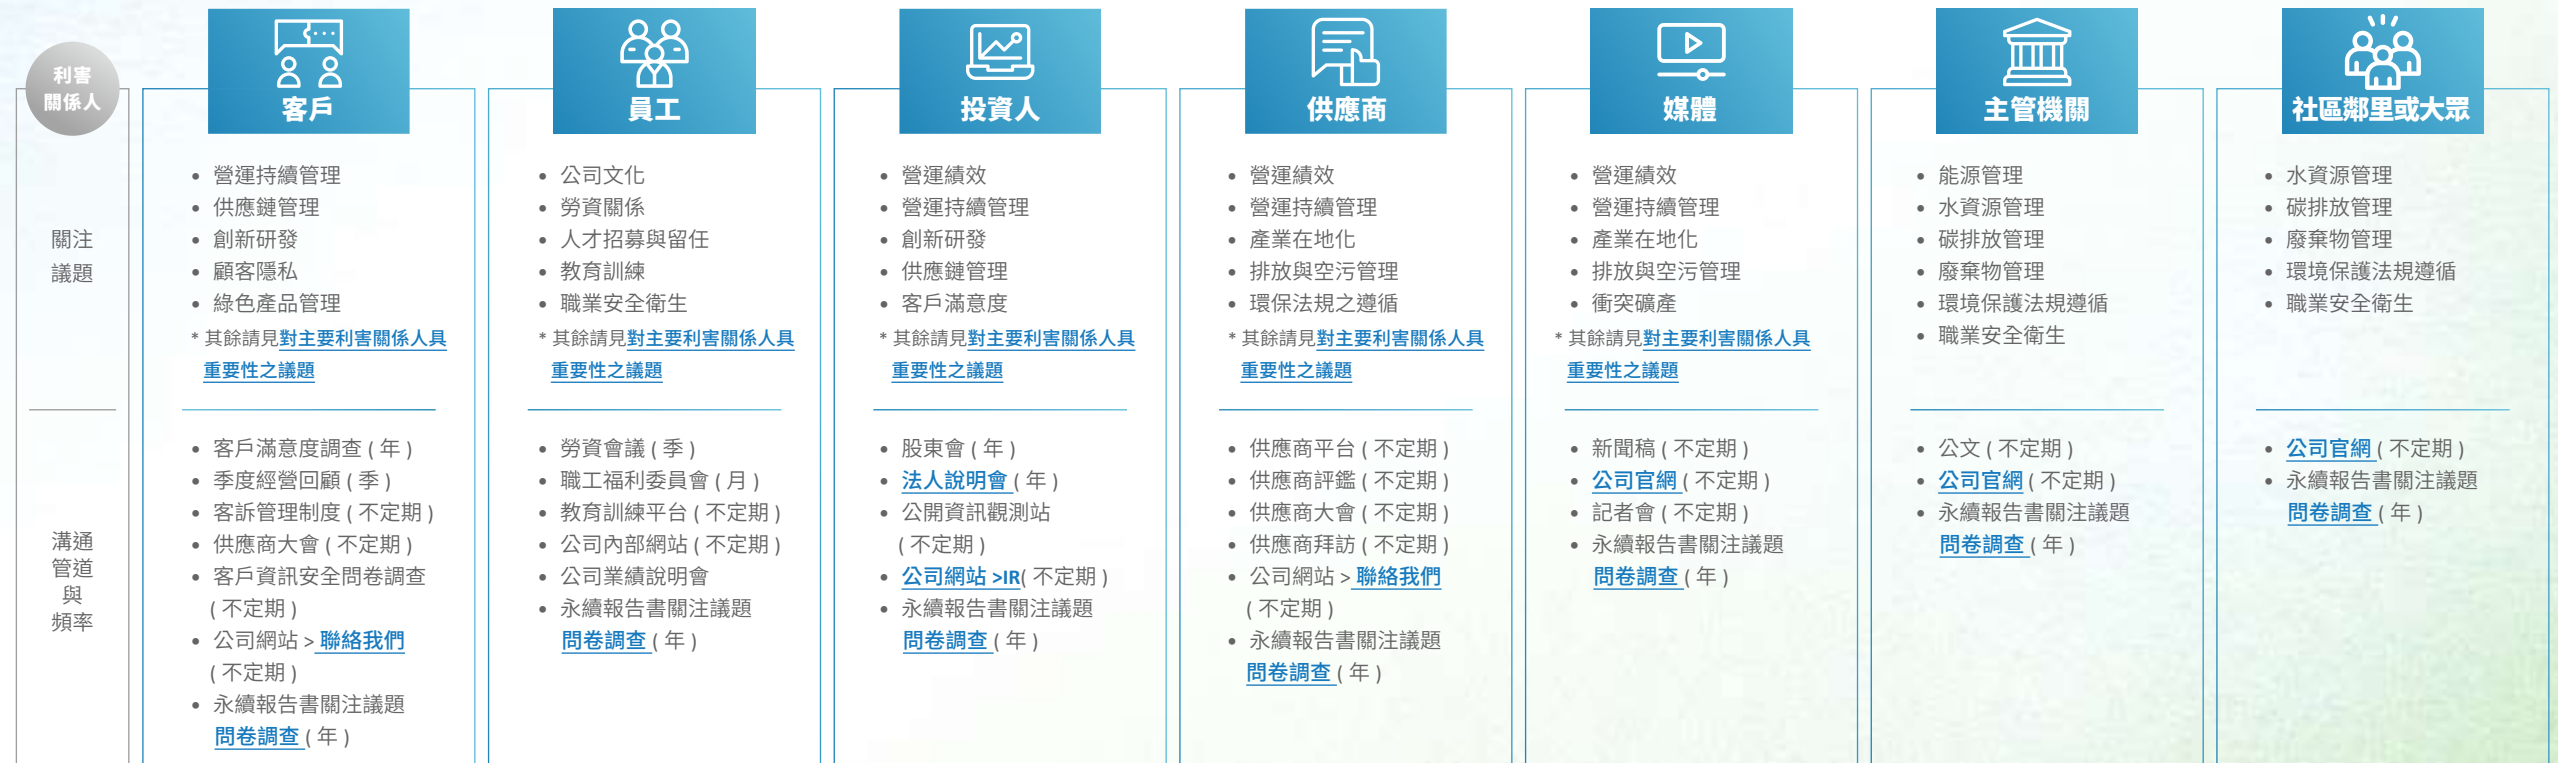 利害
關係人
關注
議題
溝通
管道
與
頻率
客戶
• 營運持續管理
• 供應鏈管理
• 創新研發
• 顧客隱私
• 綠色產品管理
* 其餘請見對主要利害關係人具
重要性之議題
• 客戶滿意度調查 ( 年 )
• 季度經營回顧 ( 季 )
• 客訴管理制度 ( 不定期 )
• 供應商大會 ( 不定期 )
• 客戶資訊安全問卷調查
( 不定期 )
• 公司網站 > 聯絡我們
( 不定期 )
• 永續報告書關注議題
問卷調查 ( 年 )
員工
• 公司文化
• 勞資關係
• 人才招募與留任
• 教育訓練
• 職業安全衛生
* 其餘請見對主要利害關係人具
重要性之議題
• 勞資會議 ( 季 )
• 職工福利委員會 ( 月 )
• 教育訓練平台 ( 不定期 )
• 公司內部網站 ( 不定期 )
• 公司業績說明會
• 永續報告書關注議題
問卷調查 ( 年 )
投資人
• 營運績效
• 營運持續管理
• 創新研發
• 供應鏈管理
• 客戶滿意度
* 其餘請見對主要利害關係人具
重要性之議題
• 股東會 ( 年 )
• 法人說明會 ( 年 )
• 公開資訊觀測站
( 不定期 )
• 公司網站 >IR( 不定期 )
• 永續報告書關注議題
問卷調查 ( 年 )
供應商
• 營運績效
• 營運持續管理
• 產業在地化
• 排放與空污管理
• 環保法規之遵循
* 其餘請見對主要利害關係人具
重要性之議題
• 供應商平台 ( 不定期 )
• 供應商評鑑 ( 不定期 )
• 供應商大會 ( 不定期 )
• 供應商拜訪 ( 不定期 )
• 公司網站 > 聯絡我們
( 不定期 )
• 永續報告書關注議題
問卷調查 ( 年 )
媒體
• 營運績效
• 營運持續管理
• 產業在地化
• 排放與空污管理
• 衝突礦產
* 其餘請見對主要利害關係人具
重要性之議題
• 新聞稿 ( 不定期 )
• 公司官網 ( 不定期 )
• 記者會 ( 不定期 )
• 永續報告書關注議題
問卷調查 ( 年 )
主管機關
• 能源管理
• 水資源管理
• 碳排放管理
• 廢棄物管理
• 環境保護法規遵循
• 職業安全衛生
• 公文 ( 不定期 )
• 公司官網 ( 不定期 )
• 永續報告書關注議題
問卷調查 ( 年 )
社區鄰里或大眾
• 水資源管理
• 碳排放管理
• 廢棄物管理
• 環境保護法規遵循
• 職業安全衛生
• 公司官網 ( 不定期 )
• 永續報告書關注議題
問卷調查 ( 年 )